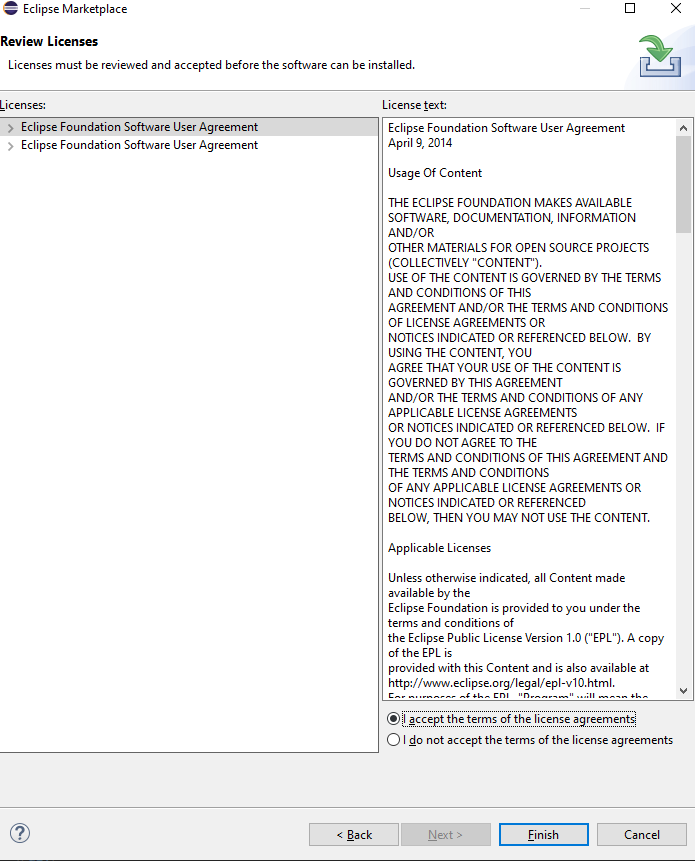 Eclipse Marketplace
Review Licenses
Licenses must be reviewed and accepted before the software can be installed.
Licenses:
Eclipse Foundation Software User Agreement
Eclipse Foundation Software User Agreement
License text:
Eclipse Foundation Software User Agreement
April 9, 2014
Usage Of Content
THE ECLIPSE FOUNDATION MAKES AVAILABLE
SOFTWARE, DOCUMENTATION, INFORMATION
AND/OR
OTHER MATERIALS FOR OPEN SOURCE PROJECTS
(COLLECTIVELY "CONTENT").
USE OF THE CONTENT IS GOVERNED BY THE TERMS
AND CONDITIONS OF THIS
AGREEMENT AND/OR THE TERMS AND CONDITIONS
OF LICENSE AGREEMENTS OR
NOTICES INDICATED OR REFERENCED BELOW.  BY
USING THE CONTENT, YOU
AGREE THAT YOUR USE OF THE CONTENT IS
GOVERNED BY THIS AGREEMENT
AND/OR THE TERMS AND CONDITIONS OF ANY
APPLICABLE LICENSE AGREEMENTS
OR NOTICES INDICATED OR REFERENCED BELOW.  IF
YOU DO NOT AGREE TO THE
TERMS AND CONDITIONS OF THIS AGREEMENT AND
THE TERMS AND CONDITIONS
OF ANY APPLICABLE LICENSE AGREEMENTS OR
NOTICES INDICATED OR REFERENCED
BELOW, THEN YOU MAY NOT USE THE CONTENT.
Applicable Licenses
Unless otherwise indicated, all Content made
available by the
Eclipse Foundation is provided to you under the
terms and conditions of
the Eclipse Public License Version 1.0 ("EPL"). A copy
of the EPL is
provided with this Content and is also available at
http://www.eclipse.org/legal/epl-v10.html.
For purposes of the EPL, "Program" will mean the
I accept the terms of the license agreements
I do not accept the terms of the license agreements
?
< Back
Next >
Finish
Cancel